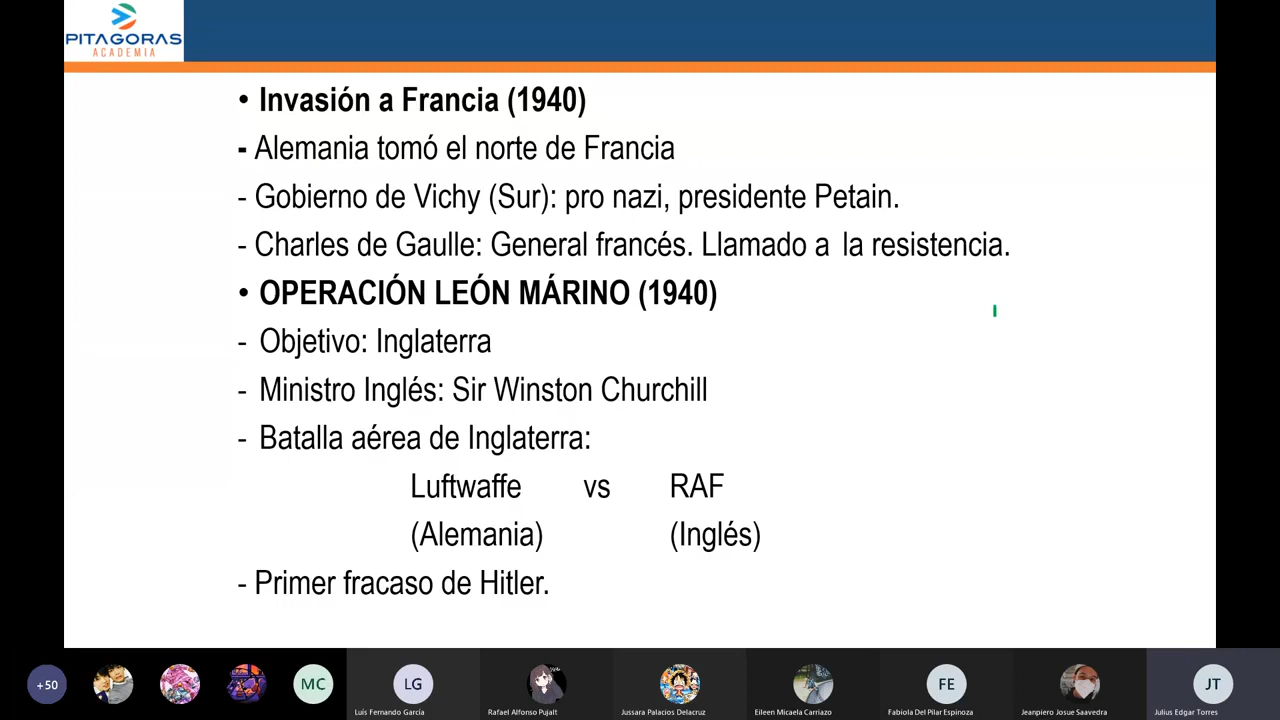 PITAGORAS
ACADEMIA
• Invasión a Francia (1940)
- Alemania tomó el norte de Francia
- Gobierno de Vichy (Sur): pro nazi, presidente Petain.
- Charles de Gaulle: General francés. Llamado a la resistencia.
• OPERACIÓN LEÓN MÁRINO (1940)
- Objetivo: Inglaterra
- Ministro Inglés: Sir Winston Churchill
- Batalla aérea de Inglaterra:
Luftwaffe vs RAF
(Alemania) (Inglés)
- Primer fracaso de Hitler.
+50 MC LG FE JT
Luis Fernando García Rafael Alfonso Pujalt Jussara Palacios Delacruz Eileen Micaela Carriazo Fabiola Del Pilar Espinoza Jeanpiero Josue Saavedra Julius Edgar Torres